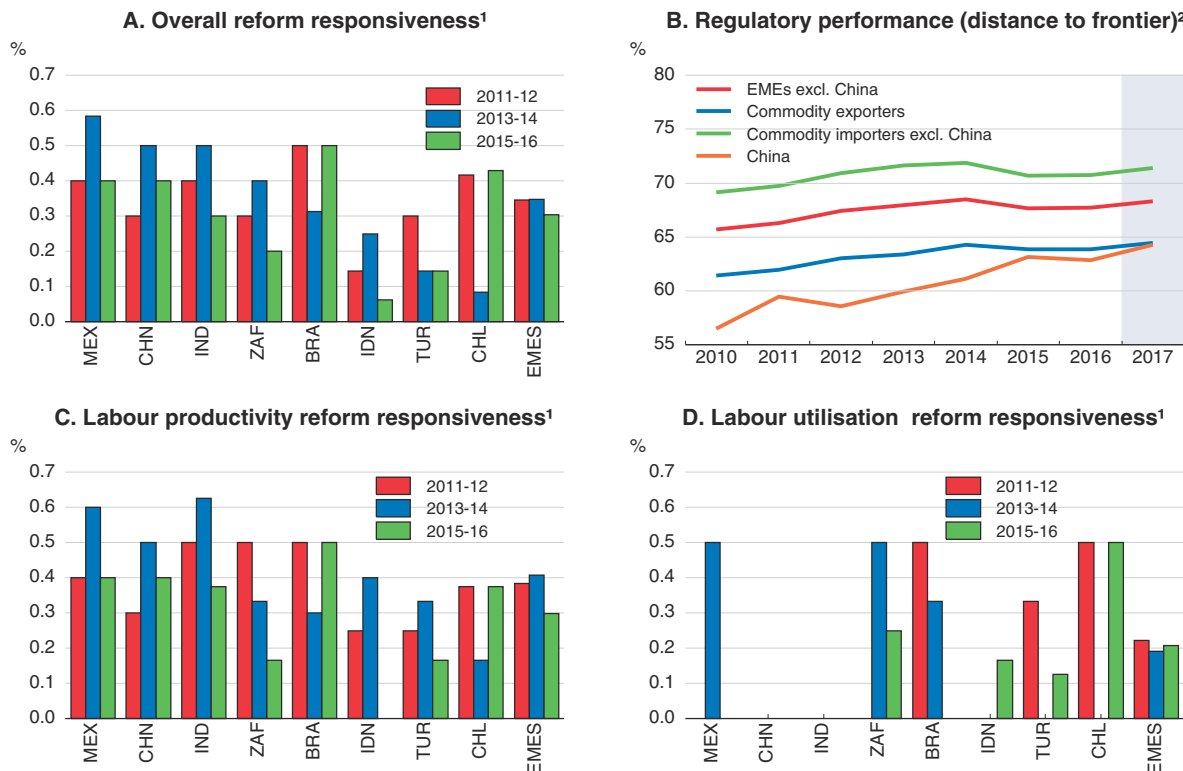 A. Overall reform responsiveness¹
%
0.7
0.6
0.5
0.4
0.3
0.2
0.1
0.0
2011-12
2013-14
2015-16
MEX
CHN
IND
ZAF
BRA
IDN
TUR
CHL
EMES
B. Regulatory performance (distance to frontier)²
%
80
75
70
65
60
55
EMEs excl. China
Commodity exporters
Commodity importers excl. China
China
2010 2011 2012 2013 2014 2015 2016 2017
C. Labour productivity reform responsiveness¹
%
0.7
0.6
0.5
0.4
0.3
0.2
0.1
0.0
2011-12
2013-14
2015-16
MEX
CHN
IND
ZAF
BRA
IDN
TUR
CHL
EMES
D. Labour utilisation reform responsiveness¹
%
0.7
0.6
0.5
0.4
0.3
0.2
0.1
0.0
2011-12
2013-14
2015-16
MEX
CHN
IND
ZAF
BRA
IDN
TUR
CHL
EMES